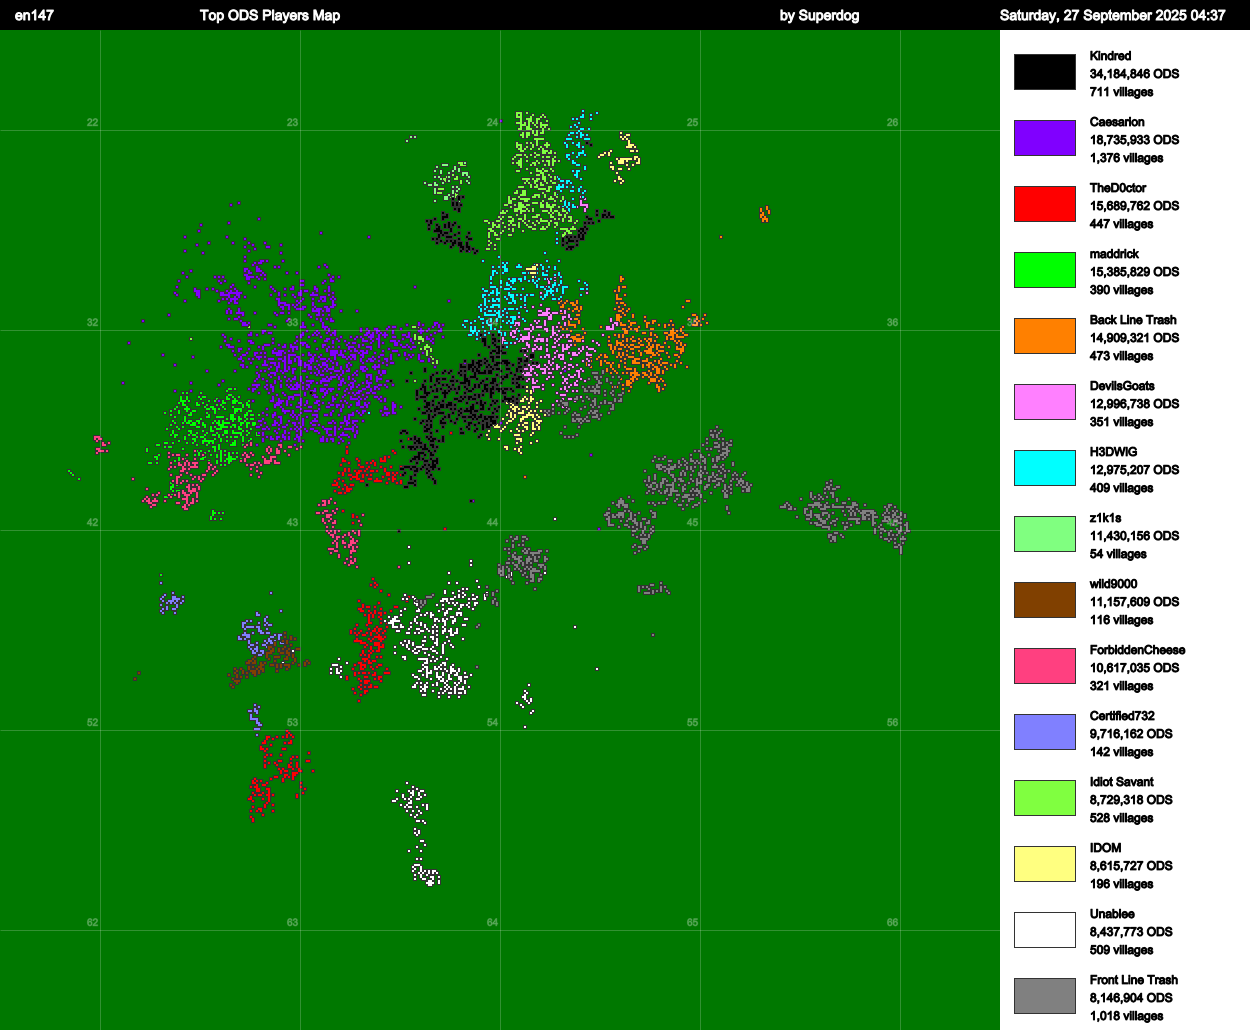 en147 Top ODS Players Map by Superdog Saturday, 27 September 2025 04:37
Kindred
34,184,846 ODS
711 villages
Caesarion
18,735,933 ODS
1,376 villages
TheD0ctor
15,689,762 ODS
447 villages
maddrick
15,385,829 ODS
390 villages
Back Line Trash
14,909,321 ODS
473 villages
DevilsGoats
12,996,738 ODS
351 villages
H3DWIG
12,975,207 ODS
409 villages
z1k1s
11,430,156 ODS
54 villages
wild9000
11,157,609 ODS
116 villages
ForbiddenCheese
10,617,035 ODS
321 villages
Certified732
9,716,162 ODS
142 villages
Idiot Savant
8,729,318 ODS
528 villages
IDOM
8,615,727 ODS
196 villages
Unablee
8,437,773 ODS
509 villages
Front Line Trash
8,146,904 ODS
1,018 villages
22 23 24 25 26
32 33 36
42 43 44 45 46
52 53 54 55 56
62 63 64 65 66